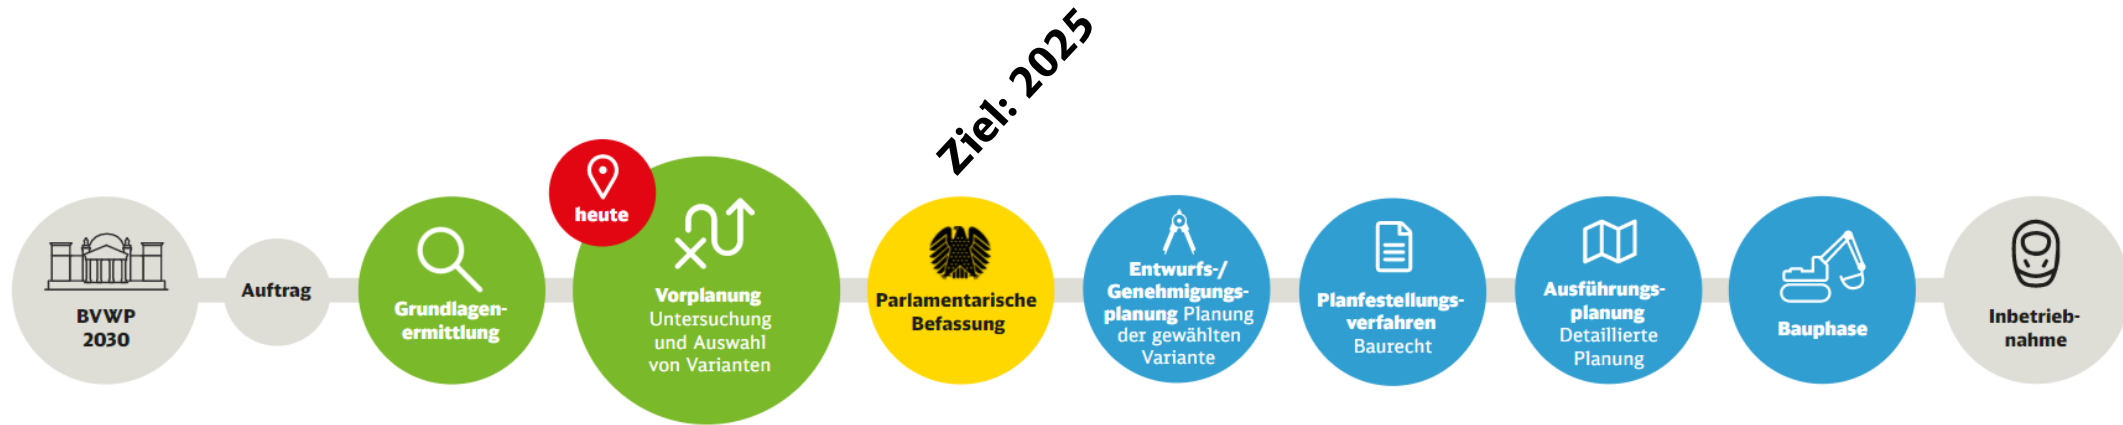 Ziel: 2025
BVWP
2030
Auftrag
Grundlagen-
ermittlung
heute
Vorplanung
Untersuchung
und Auswahl
von Varianten
Parlamentarische
Befassung
Entwurfs-/
Genehmigungs-
planung Planung
der gewählten
Variante
Planfestellungs-
verfahren
Baurecht
Ausführungs-
planung
Detaillierte
Planung
Bauphase
Inbetrieb-
nahme